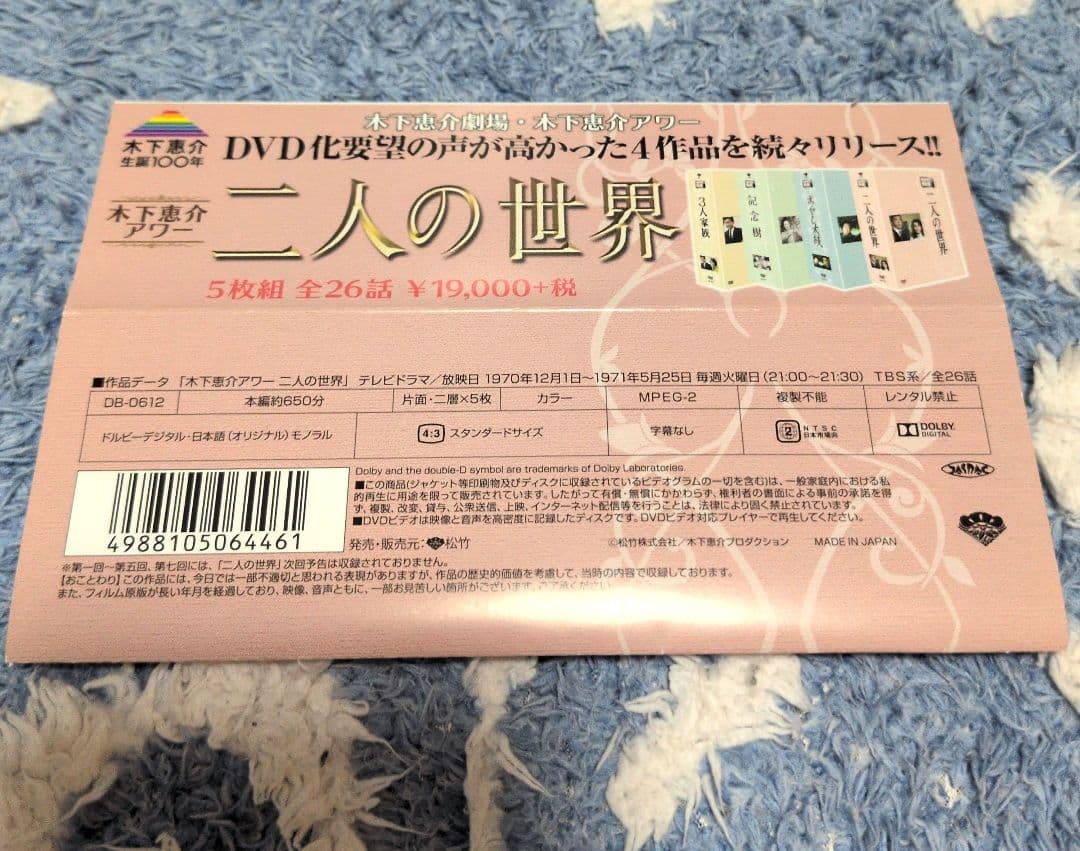 木下恵介劇場・木下恵介アワー
木下恵介
生誕100年
DVD化要望の声が高かった4作品を続々リリース!!
木下恵介
アワー
二人の世界
3人家族
記念樹
おやじ太鼓
二人の世界
二人の世界
5枚組 全26話 ¥19,000+税
■作品データ 「木下恵介アワー 二人の世界」 テレビドラマ/放映日 1970年12月1日〜1971年5月25日 毎週火曜日(21:00〜21:30) TBS系/全26話
DB-0612 本編約650分 片面・二層×5枚 カラー MPEG-2 複製不能 レンタル禁止
ドルビーデジタル・日本語(オリジナル)モノラル 4:3 スタンダードサイズ 字幕なし 2 NTSC 日本市場向 DOLBY DIGITAL
Dolby and the double-D symbol are trademarks of Dolby Laboratories.
■この商品(ジャケット等印刷物及びディスクに収録されているビデオグラムの一切を含む)は、一般家庭内における私
的再生に用途を限って販売されています。したがって有償・無償にかかわらず、権利者の書面による事前の承諾を得
ず、複製、改変、貸与、公衆送信、上映、インターネット配信等を行うことは、法律により固く禁止されています。
■DVDビデオは映像と音声を高密度に記録したディスクです。DVDビデオ対応プレイヤーで再生してください。
4988105064461
発売・販売元: 松竹
©松竹株式会社/木下恵介プロダクション MADE IN JAPAN
※第一回〜第五回、第七回には、「二人の世界」次回予告は収録されておりません。
【おことわり】この作品には、今日では一部不適切と思われる表現がありますが、作品の歴史的価値を考慮して、当時の内容で収録しております。
また、フィルム原版が長い年月を経過しており、映像、音声ともに、一部お見苦しい箇所がございます。ご了承ください。